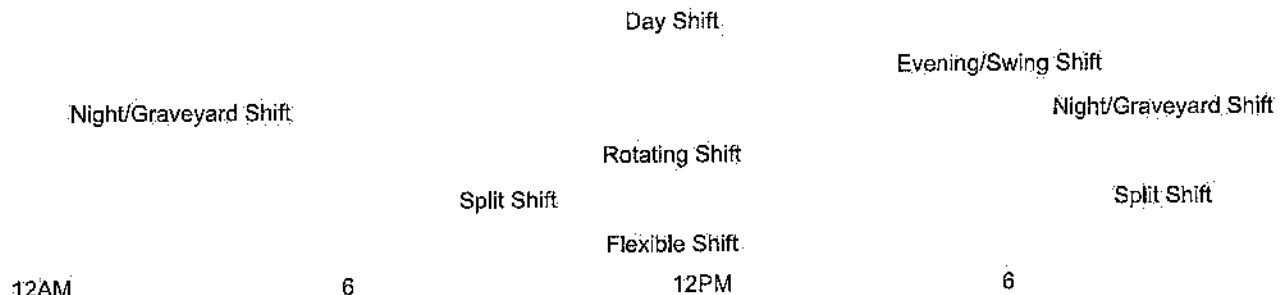 Day Shift
Evening/Swing Shift
Night/Graveyard Shift Night/Graveyard Shift
Rotating Shift
Split Shift Split Shift
Flexible Shift
12AM 6 12PM 6